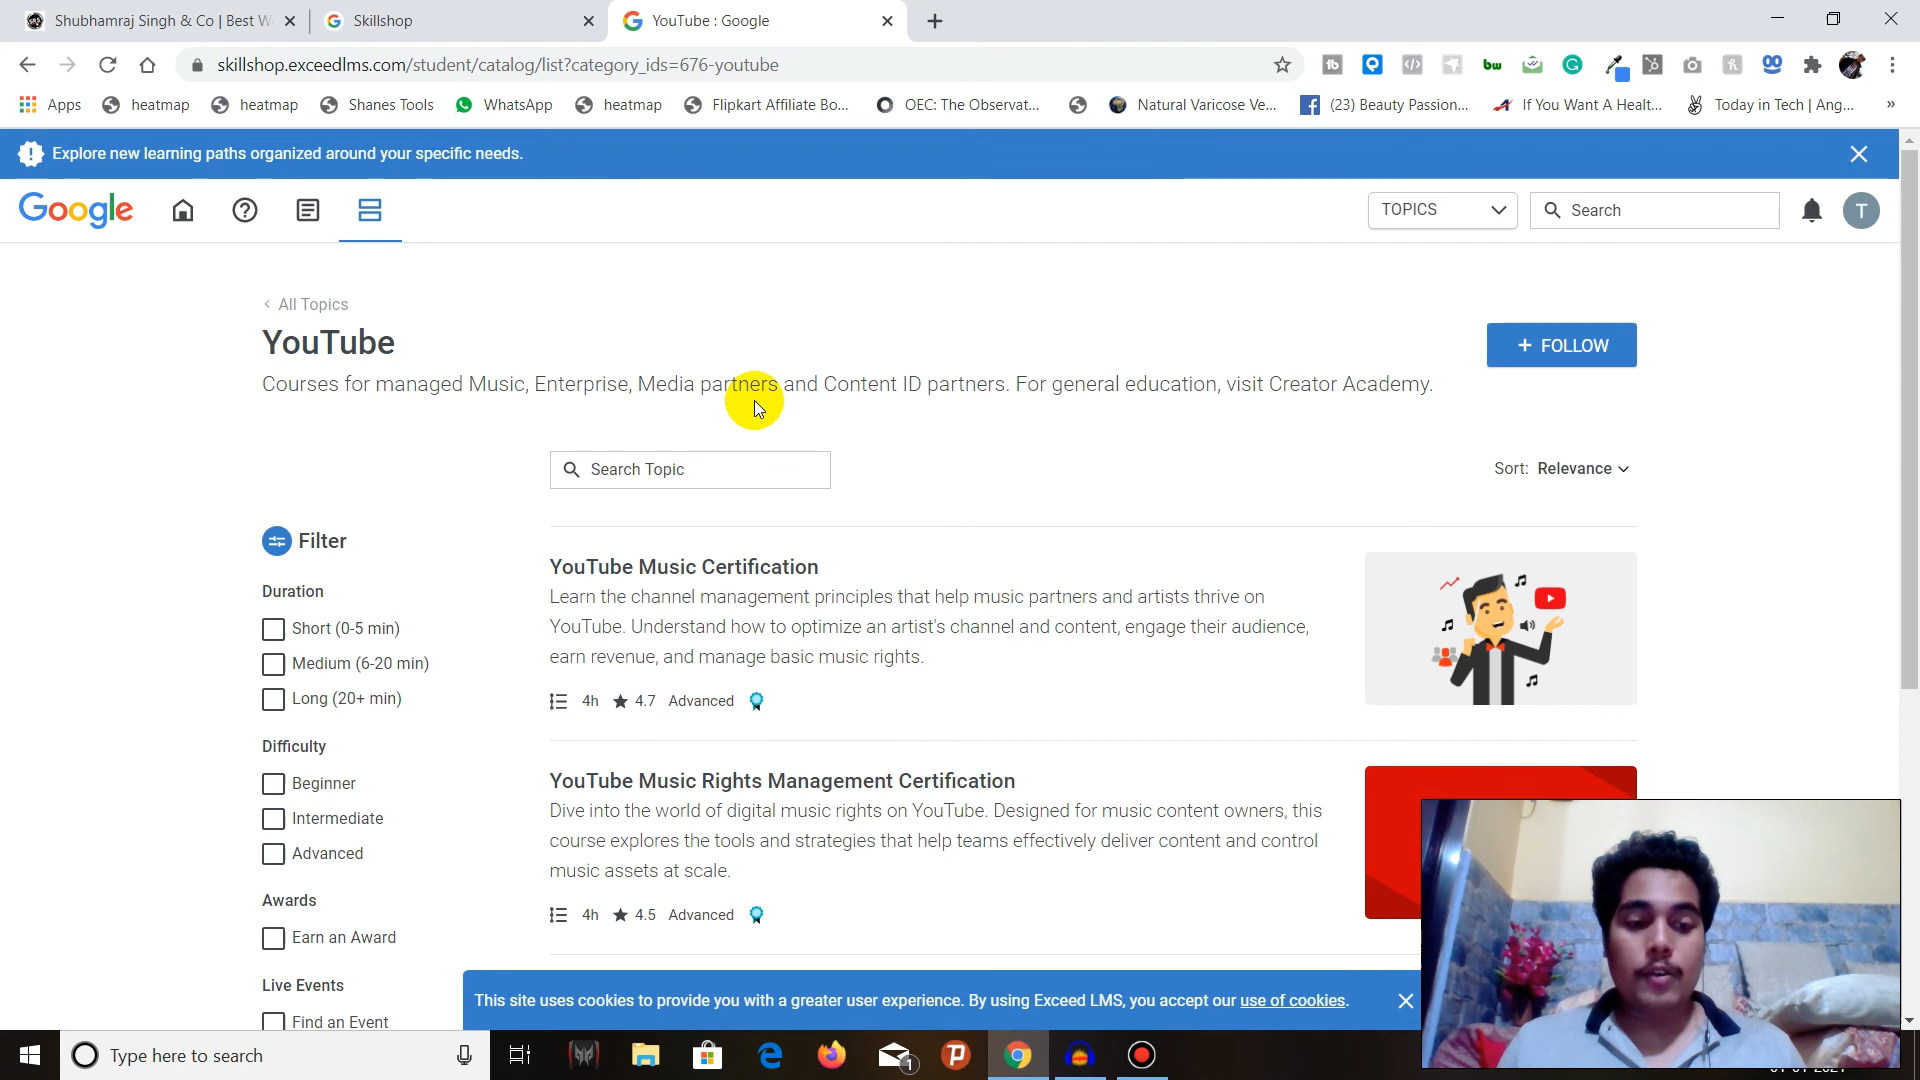 Shubhamraj Singh & Co | Best W
Skillshop
YouTube : Google
skillshop.exceedlms.com/student/catalog/list?category_ids=676-youtube
Apps
heatmap
heatmap
Shanes Tools
WhatsApp
heatmap
Flipkart Affiliate Bo...
OEC: The Observat...
Natural Varicose Ve...
(23) Beauty Passion...
If You Want A Healt...
Today in Tech | Ang...
Explore new learning paths organized around your specific needs.
Google
TOPICS
Search
T
All Topics
YouTube
+ FOLLOW
Courses for managed Music, Enterprise, Media partners and Content ID partners. For general education, visit Creator Academy.
Search Topic
Sort: Relevance
Filter
Duration
Short (0-5 min)
Medium (6-20 min)
Long (20+ min)
Difficulty
Beginner
Intermediate
Advanced
Awards
Earn an Award
Live Events
Find an Event
YouTube Music Certification
Learn the channel management principles that help music partners and artists thrive on
YouTube. Understand how to optimize an artist's channel and content, engage their audience,
earn revenue, and manage basic music rights.
4h 4.7 Advanced
YouTube Music Rights Management Certification
Dive into the world of digital music rights on YouTube. Designed for music content owners, this
course explores the tools and strategies that help teams effectively deliver content and control
music assets at scale.
4h 4.5 Advanced
This site uses cookies to provide you with a greater user experience. By using Exceed LMS, you accept our use of cookies.
Type here to search
1